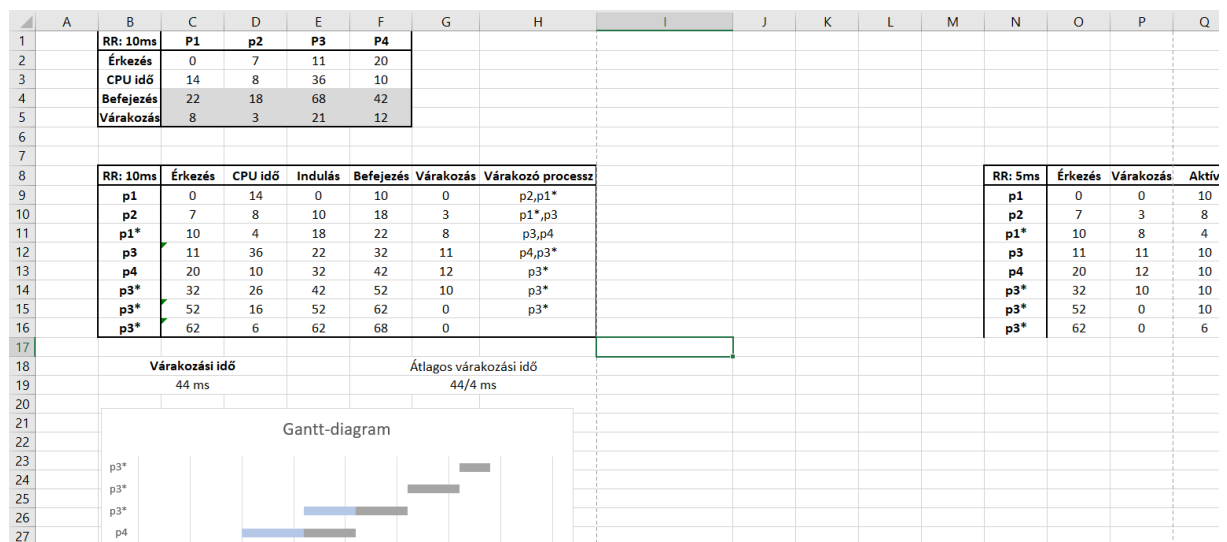 A B C D E F G H I J K L M N O P Q
1 RR: 10ms P1 p2 P3 P4
2 Érkezés 0 7 11 20
3 CPU idő 14 8 36 10
4 Befejezés 22 18 68 42
5 Várakozás 8 3 21 12
6
7
8 RR: 10ms Érkezés CPU idő Indulás Befejezés Várakozás Várakozó processz RR: 5ms Érkezés Várakozás Aktív
9 p1 0 14 0 10 0 p2,p1* p1 0 0 10
10 p2 7 8 10 18 3 p1*,p3 p2 7 3 8
11 p1* 10 4 18 22 8 p3,p4 p1* 10 8 4
12 p3 11 36 22 32 11 p4,p3* p3 11 11 10
13 p4 20 10 32 42 12 p3* p4 20 12 10
14 p3* 32 26 42 52 10 p3* p3* 32 10 10
15 p3* 52 16 52 62 0 p3* p3* 52 0 10
16 p3* 62 6 62 68 0 p3* 62 0 6
17
18 Várakozási idő Átlagos várakozási idő
19 44 ms 44/4 ms
20
21 Gantt-diagram
22
23 p3*
24 p3*
25
26 p3*
27 p4